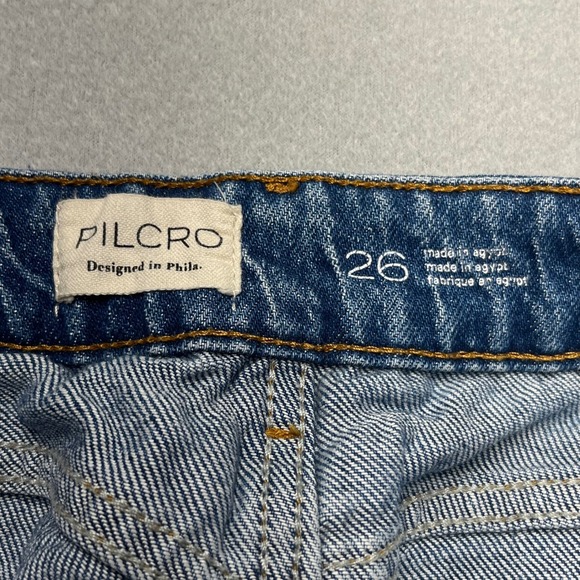 PILCRO
Designed in Phila.
26
made in egypt
made in egypt
fabriqué en egypt